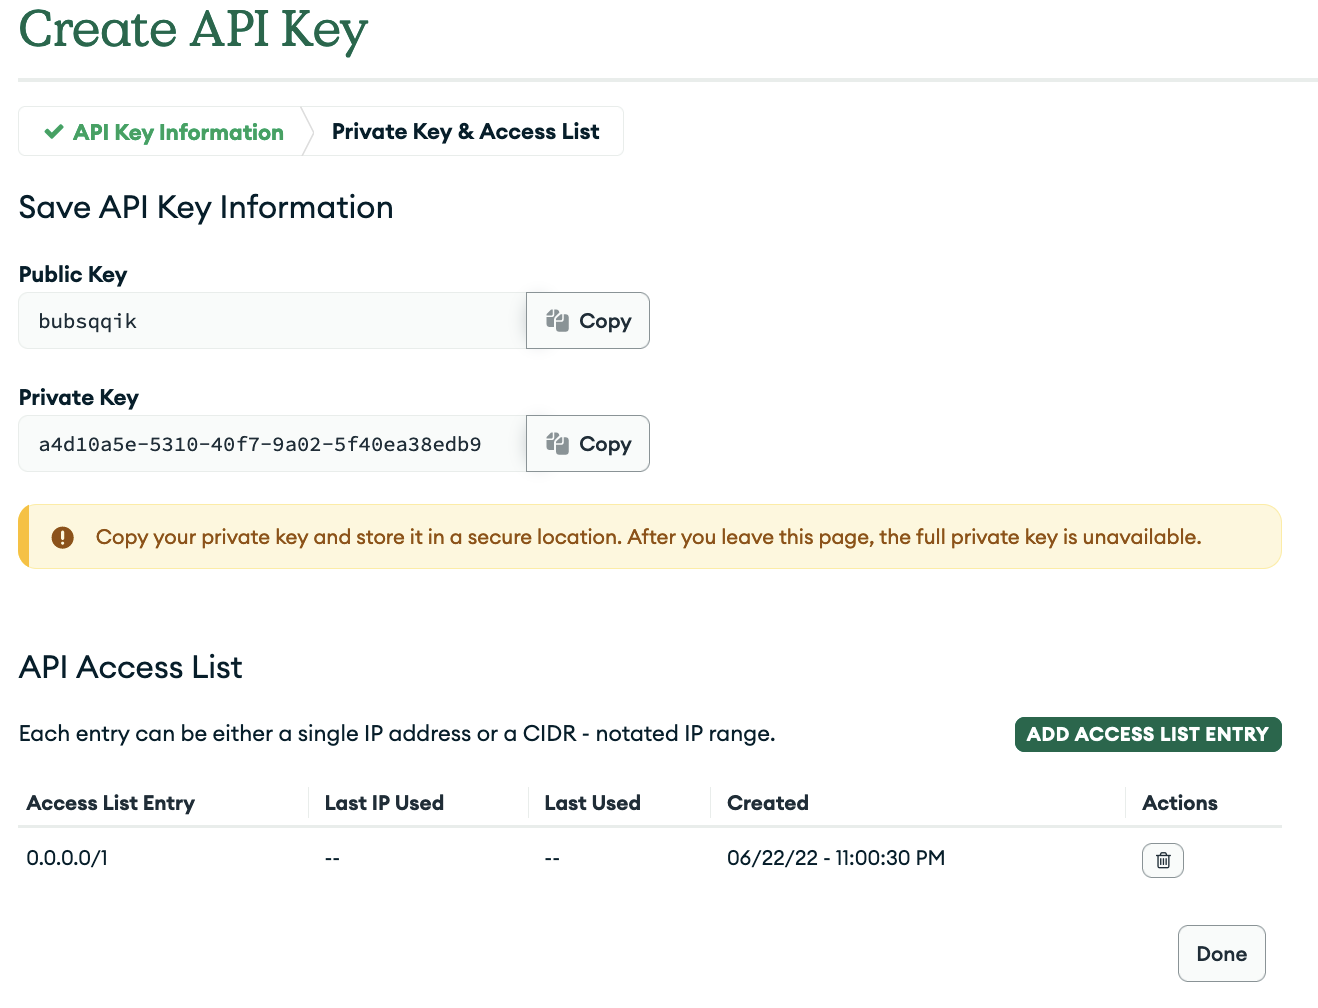 Create API Key
API Key Information
Private Key & Access List
Save API Key Information
Public Key
bubsqqik
Copy
Private Key
a4d10a5e-5310-40f7-9a02-5f40ea38edb9
Copy
Copy your private key and store it in a secure location. After you leave this page, the full private key is unavailable.
API Access List
Each entry can be either a single IP address or a CIDR - notated IP range.
ADD ACCESS LIST ENTRY
Access List Entry Last IP Used Last Used Created Actions
0.0.0.0/1 -- -- 06/22/22 - 11:00:30 PM
Done